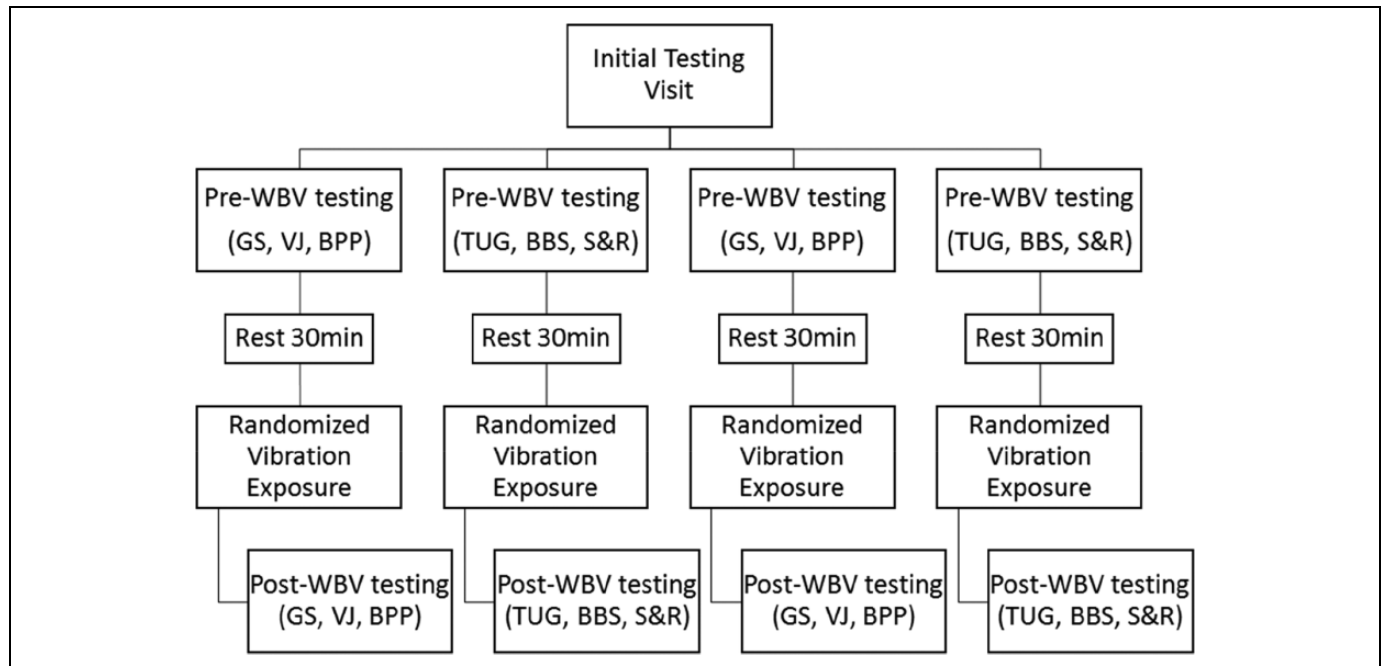 Initial Testing
Visit
Pre-WBV testing
(GS, VJ, BPP)
Rest 30min
Randomized
Vibration
Exposure
Post-WBV testing
(GS, VJ, BPP)
Pre-WBV testing
(TUG, BBS, S&R)
Rest 30min
Randomized
Vibration
Exposure
Post-WBV testing
(TUG, BBS, S&R)
Pre-WBV testing
(GS, VJ, BPP)
Rest 30min
Randomized
Vibration
Exposure
Post-WBV testing
(GS, VJ, BPP)
Pre-WBV testing
(TUG, BBS, S&R)
Rest 30min
Randomized
Vibration
Exposure
Post-WBV testing
(TUG, BBS, S&R)